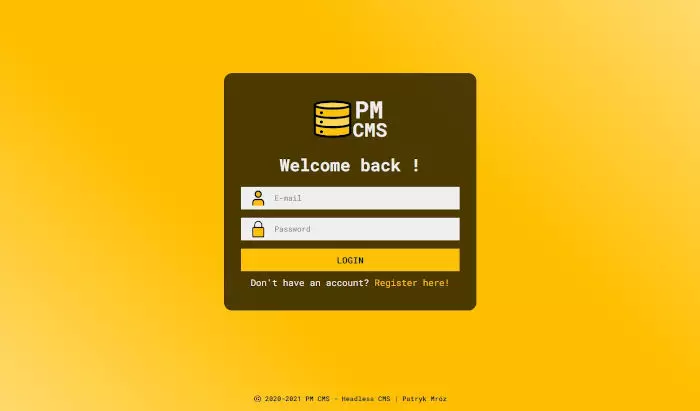 PM
CMS
Welcome back !
E-mail
Password
LOGIN
Don't have an account? Register here!
© 2020-2021 PM CMS - Headless CMS | Patryk Mróz